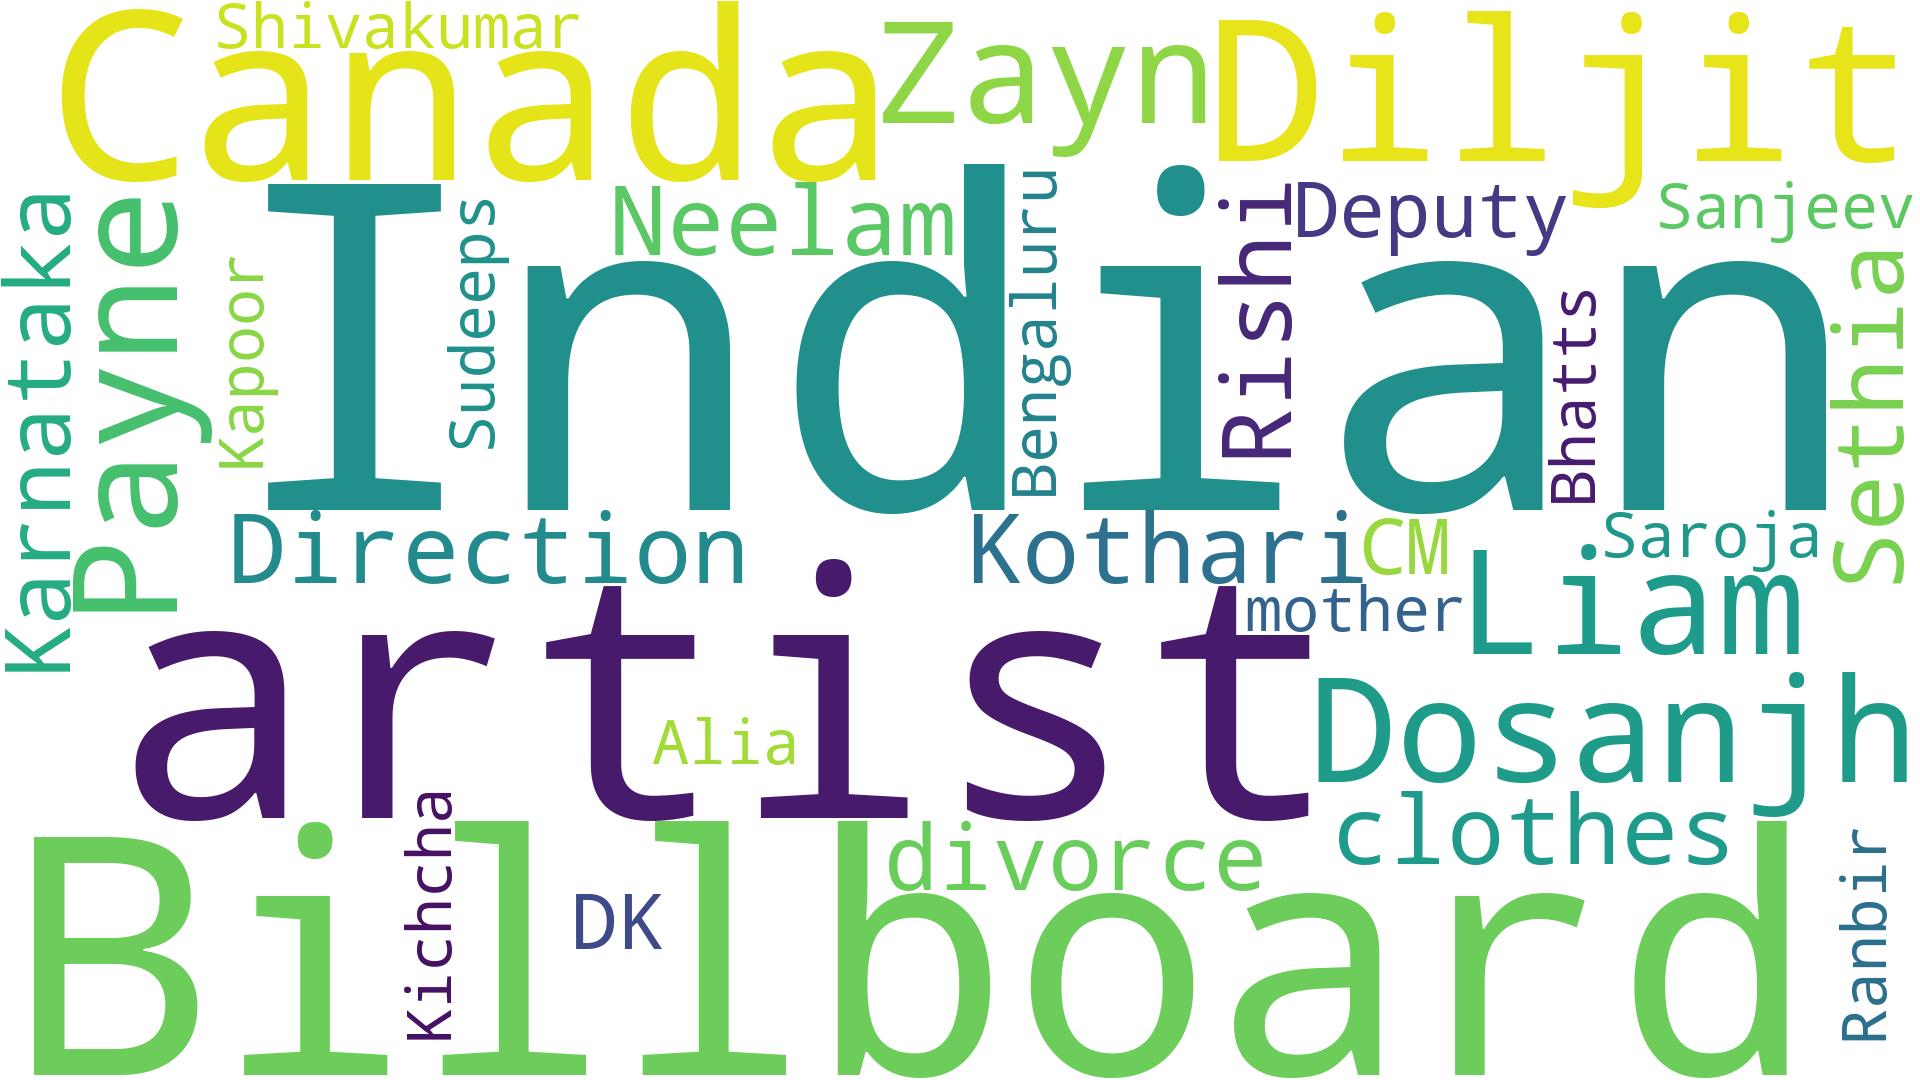 Shivakumar
Canada
Zayn
Diljit
Karnataka
Payne
Kapoor
Indian
Sudeeps
Neelam
Bengaluru
Rishi
Deputy
Sanjeev
Bhatts
Sethia
Direction
Kothari
CM
Saroja
mother
Liam
artist
Alia
Dosanjh
clothes
Kichcha
DK
divorce
Billboard
Ranbir